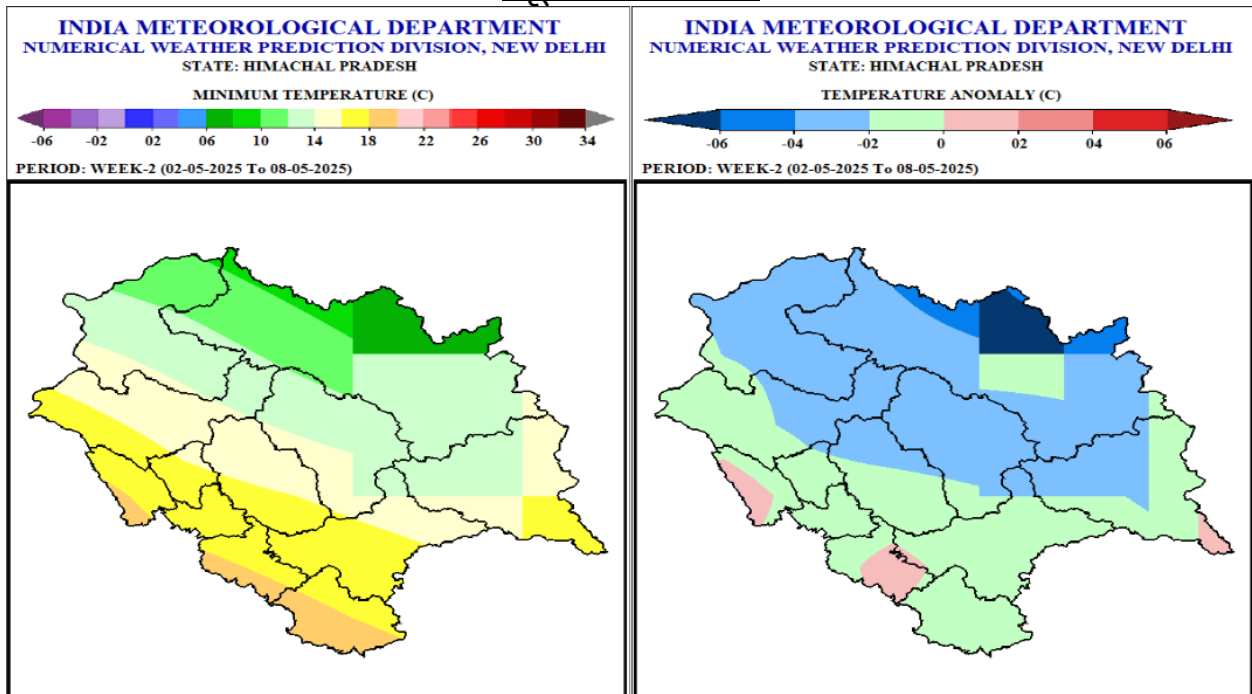 INDIA METEOROLOGICAL DEPARTMENT
NUMERICAL WEATHER PREDICTION DIVISION, NEW DELHI
STATE: HIMACHAL PRADESH
MINIMUM TEMPERATURE (C)
-06 -02 02 06 10 14 18 22 26 30 34
PERIOD: WEEK-2 (02-05-2025 To 08-05-2025)
INDIA METEOROLOGICAL DEPARTMENT
NUMERICAL WEATHER PREDICTION DIVISION, NEW DELHI
STATE: HIMACHAL PRADESH
TEMPERATURE ANOMALY (C)
-06 -04 -02 0 02 04 06
PERIOD: WEEK-2 (02-05-2025 To 08-05-2025)